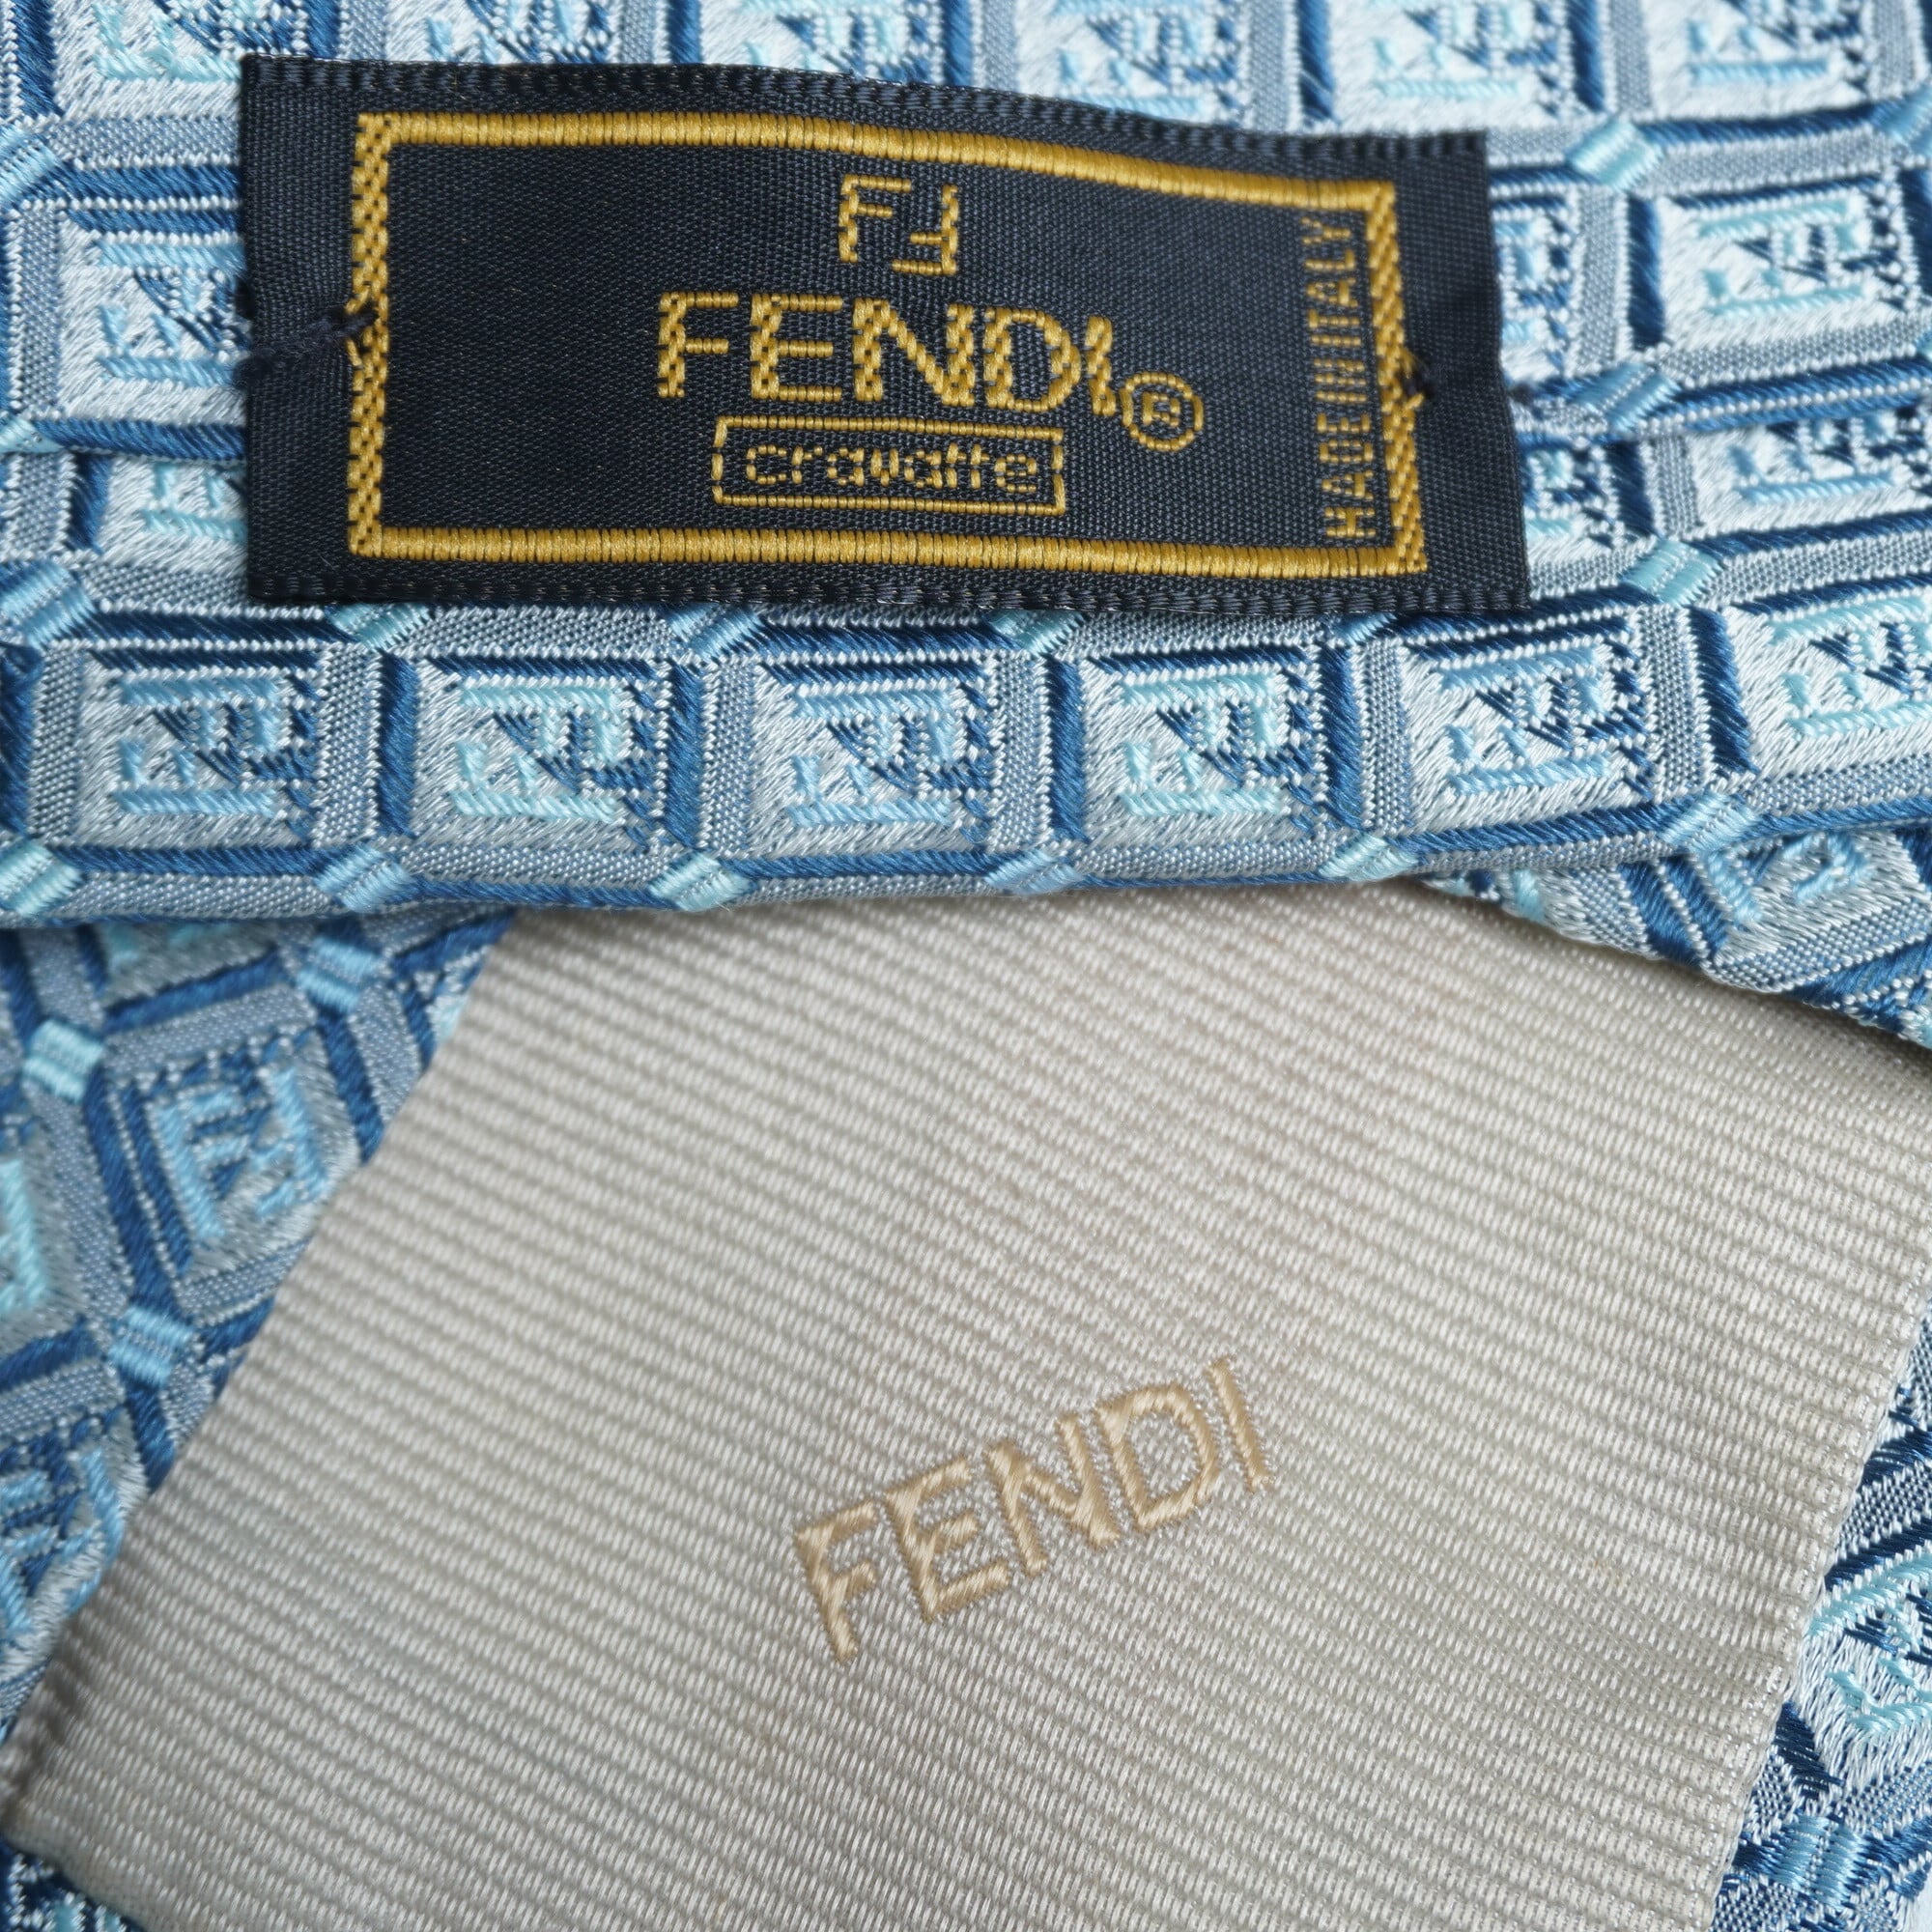 FF
FENDI®
cravatte
MADE IN ITALY
FENDI